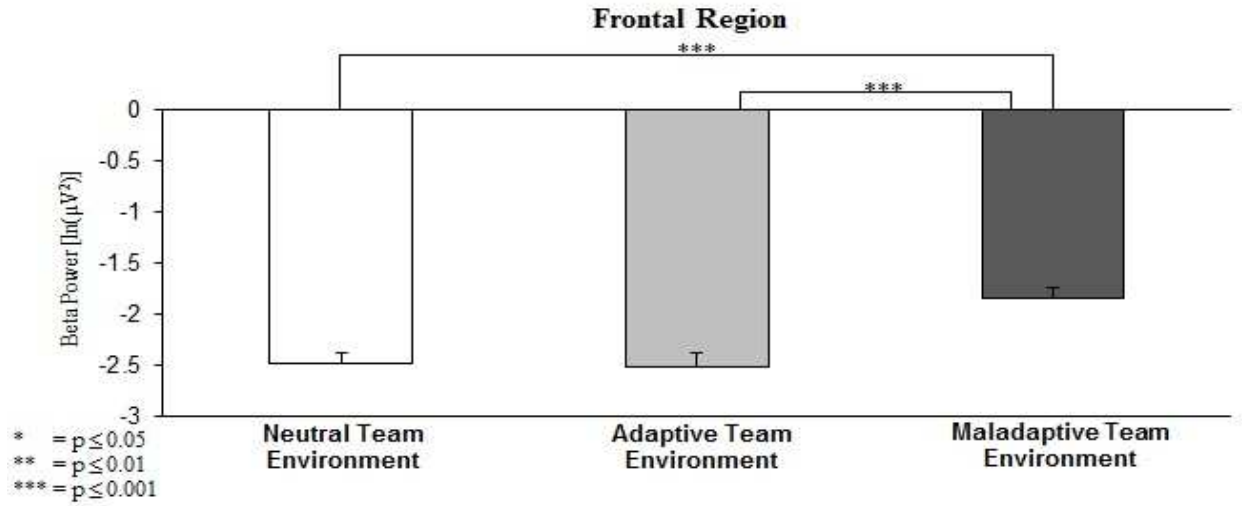 Frontal Region
***
***
0
-0.5
-1
-1.5
-2
-2.5
-3
Beta Power [ln(μV²)]
Neutral Team
Environment
Adaptive Team
Environment
Maladaptive Team
Environment
* = p ≤ 0.05
** = p ≤ 0.01
*** = p ≤ 0.001